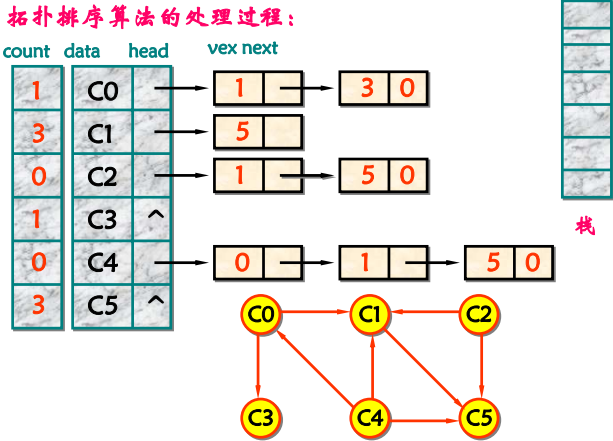 拓扑排序算法的处理过程：
count data head vex next
1 C0 1 3 0
3 C1 5
0 C2 1 5 0
1 C3 ^
栈
0 C4 0 1 5 0
3 C5 ^
C0 C1 C2
C3 C4 C5